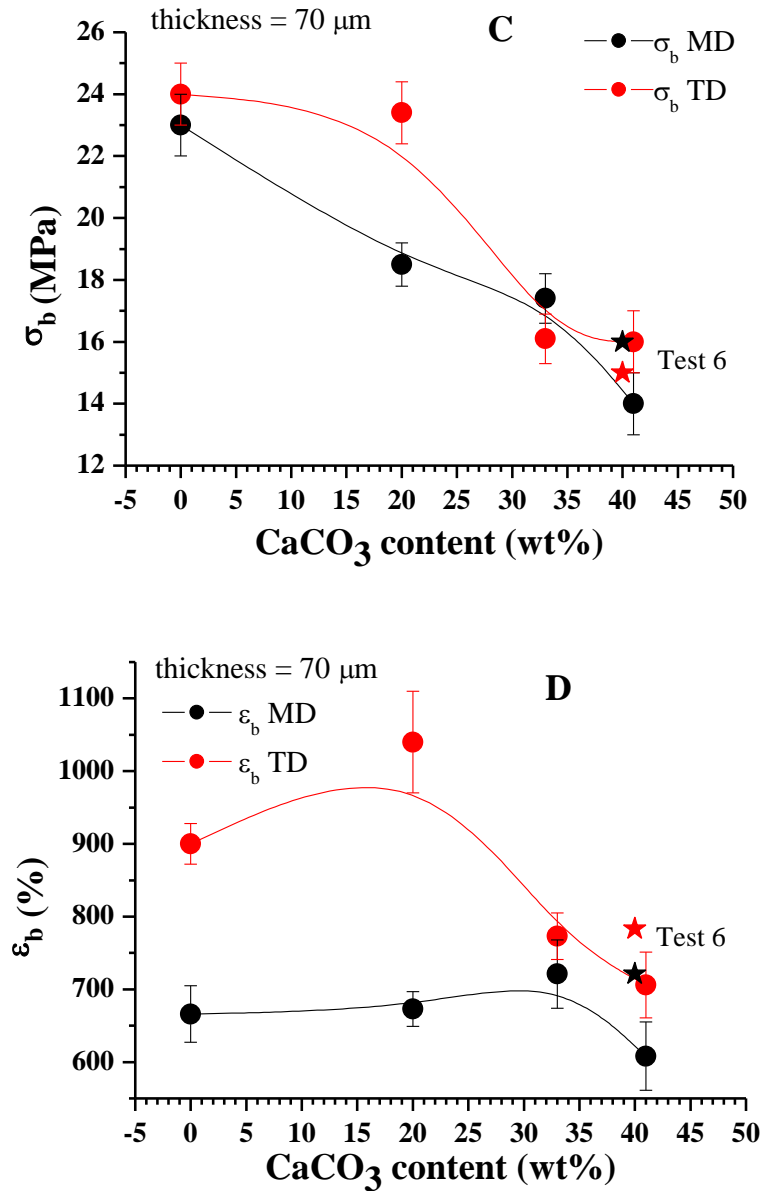 thickness = 70 μm
C
σb MD
σb TD
26
24
22
20
18
16
14
12
σb (MPa)
Test 6
-5 0 5 10 15 20 25 30 35 40 45 50
CaCO3 content (wt%)
thickness = 70 μm
D
εb MD
εb TD
1100
1000
900
800
700
600
εb (%)
Test 6
-5 0 5 10 15 20 25 30 35 40 45 50
CaCO3 content (wt%)